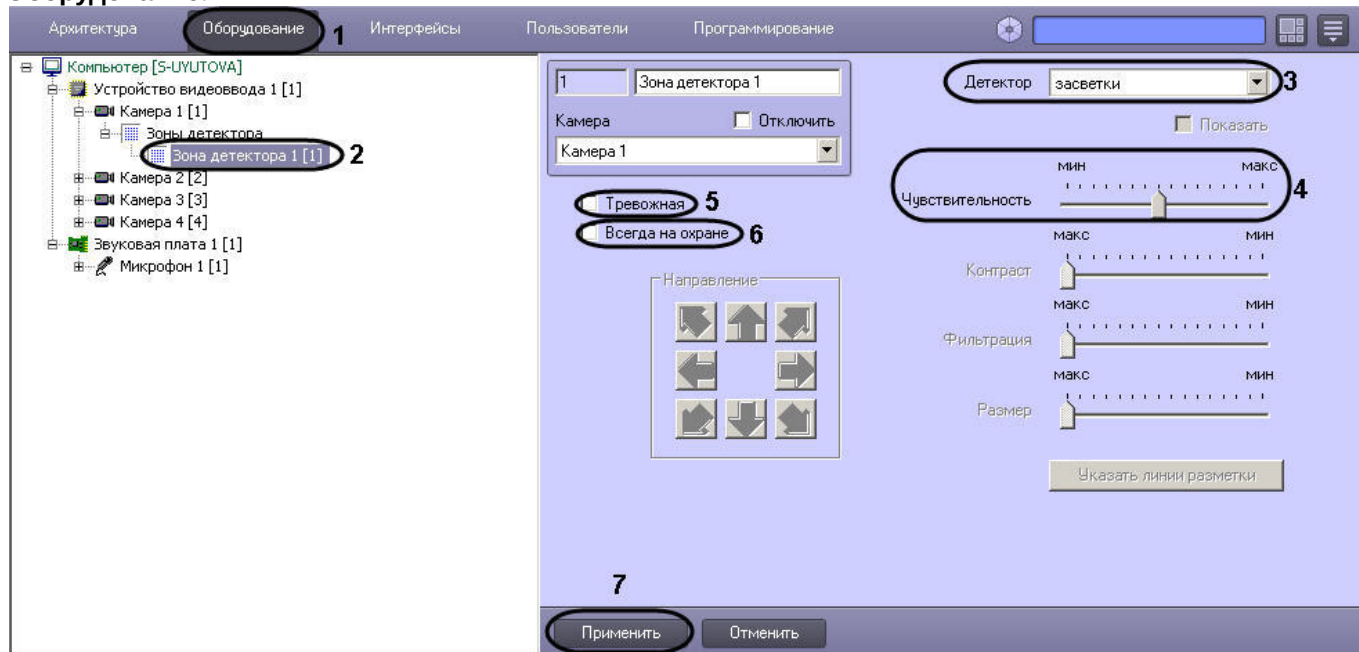 Архитектура Оборудование 1 Интерфейсы Пользователи Программирование
Компьютер [S-UYUTOVA]
Устройство видеоввода 1 [1]
Камера 1 [1]
Зоны детектора
Зона детектора 1 [1] 2
Камера 2 [2]
Камера 3 [3]
Камера 4 [4]
Звуковая плата 1 [1]
Микрофон 1 [1]
1 Зона детектора 1
Камера Отключить
Камера 1
Тревожная 5
Всегда на охране 6
Направление
Детектор засветки 3
Показать
мин макс
Чувствительность 4
макс мин
Контраст
макс мин
Фильтрация
макс мин
Размер
Указать линии разметки
7
Применить Отменить